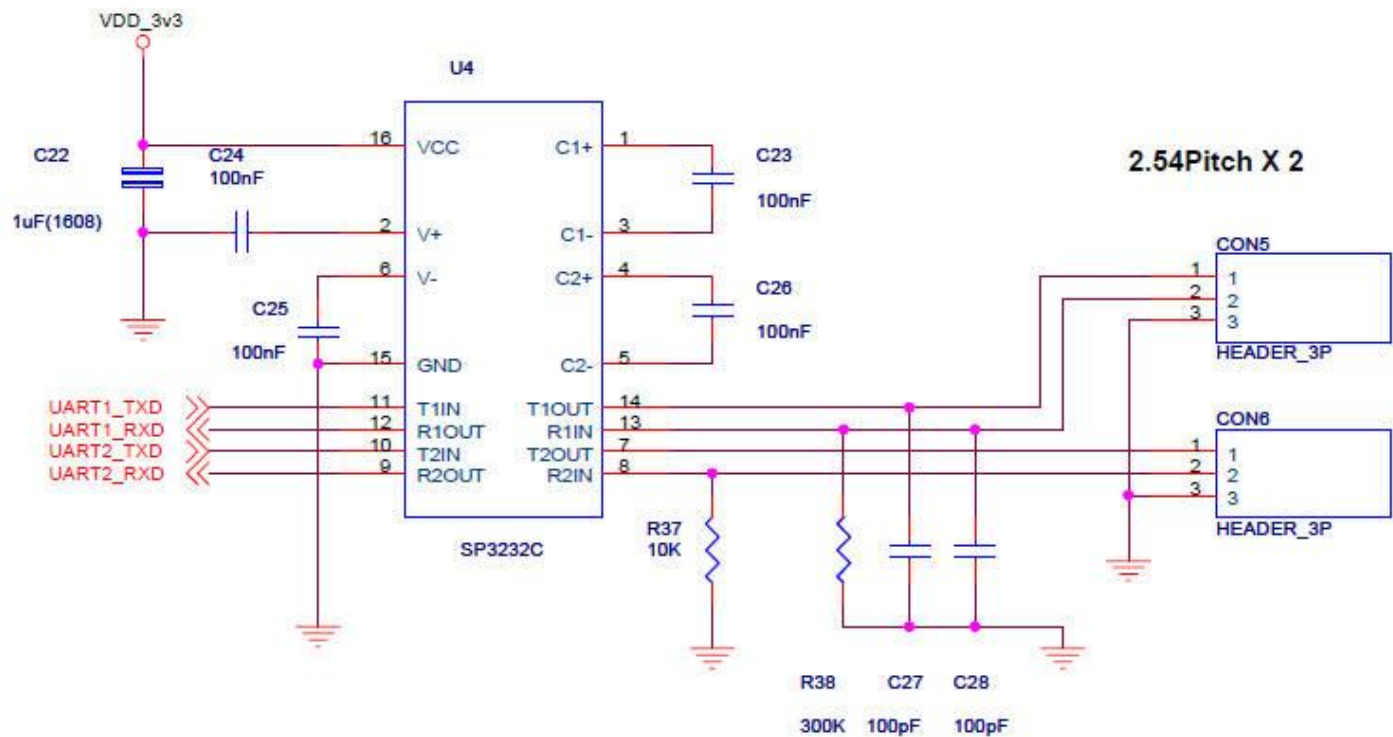 VDD_3v3
U4
C22
1uF(1608)
C24
100nF
C25
100nF
16 VCC C1+ 1
2 V+ C1- 3
6 V- C2+ 4
15 GND C2- 5
UART1_TXD 11 T1IN T1OUT 14
UART1_RXD 12 R1OUT R1IN 13
UART2_TXD 10 T2IN T2OUT 7
UART2_RXD 9 R2OUT R2IN 8
SP3232C
C23
100nF
C26
100nF
2.54Pitch X 2
CON5
1 1
2 2
3 3
HEADER_3P
CON6
1 1
2 2
3 3
HEADER_3P
R37
10K
R38 C27 C28
300K 100pF 100pF